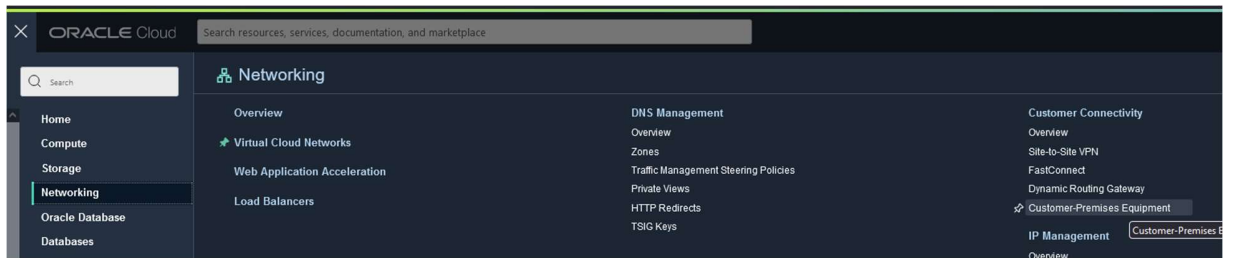 ORACLE Cloud
Search resources, services, documentation, and marketplace
Search
Home
Compute
Storage
Networking
Oracle Database
Databases
Networking
Overview
Virtual Cloud Networks
Web Application Acceleration
Load Balancers
DNS Management
Overview
Zones
Traffic Management Steering Policies
Private Views
HTTP Redirects
TSIG Keys
Customer Connectivity
Overview
Site-to-Site VPN
FastConnect
Dynamic Routing Gateway
Customer-Premises Equipment
Customer-Premises E
IP Management
Overview